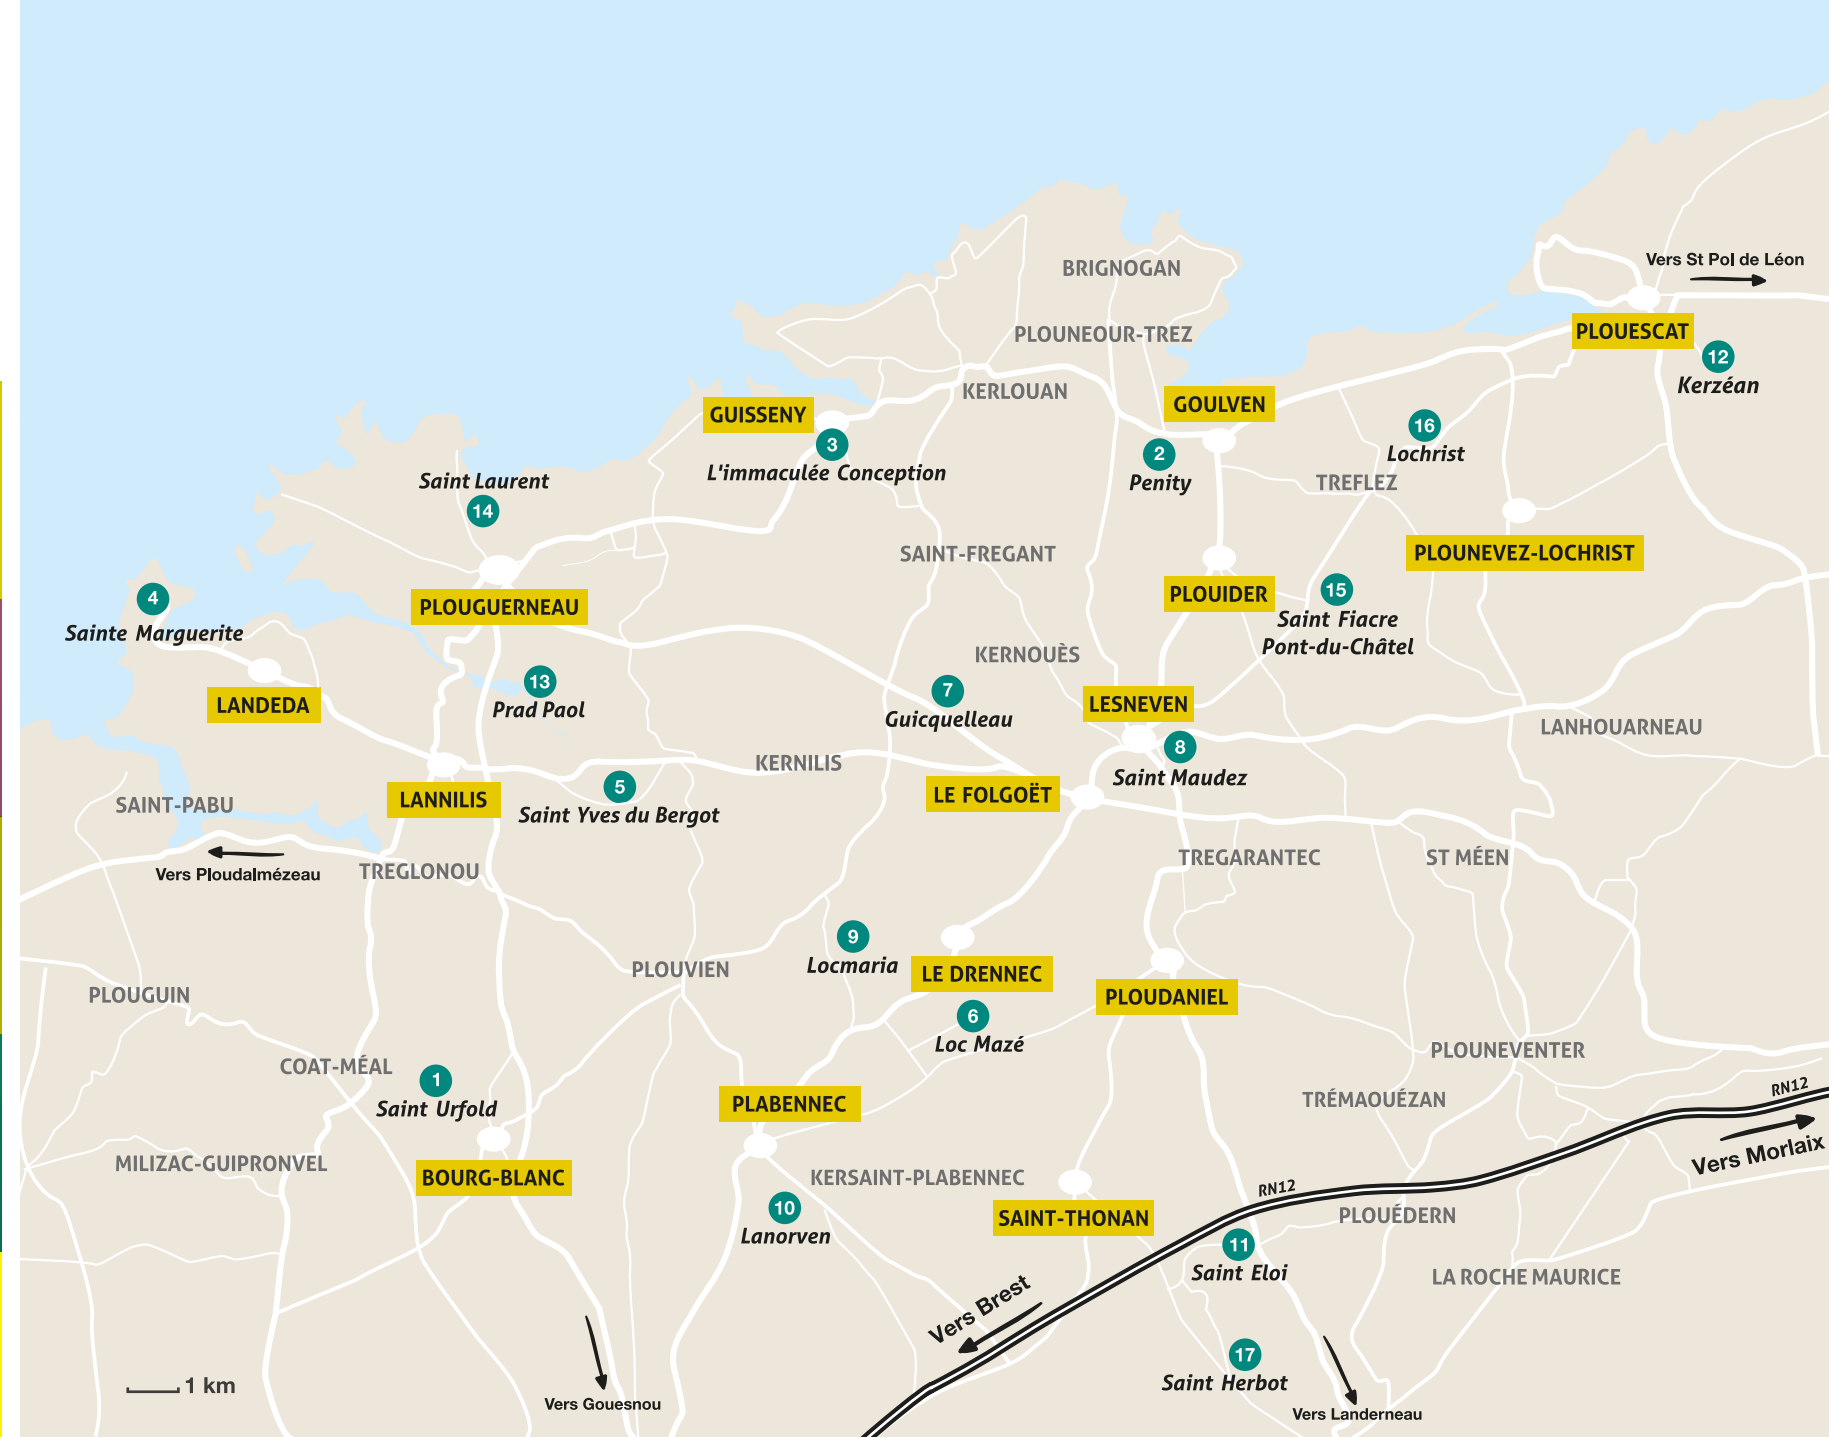 BRIGNOGAN
Vers St Pol de Léon
PLOUNEOUR-TREZ
PLOUESCAT
12
Kerzéan
KERLOUAN
GOULVEN
GUISSENY
3
L'immaculée Conception
16
Lochrist
2
Penity
TREFLEZ
Saint Laurent
14
SAINT-FREGANT
PLOUNEVEZ-LOCHRIST
4
Sainte Marguerite
PLOUGUERNEAU
PLOUIDER
15
Saint Fiacre
Pont-du-Châtel
KERNOUÈS
13
Prad Paol
7
Guicquelleau
LANDEDA
LESNEVEN
LANHOUARNEAU
8
Saint Maudez
KERNILIS
5
Saint Yves du Bergot
LE FOLGOËT
LANNILIS
SAINT-PABU
Vers Ploudalmézeau
TREGLONOU
TREGARANTEC
ST MÉEN
9
Locmaria
PLOUVIEN
LE DRENNEC
PLOUGUIN
PLOUDANIEL
6
Loc Mazé
COAT-MÉAL
1
Saint Urfold
PLOUNEVENTER
PLABENNEC
TRÉMAOUÉZAN
RN12
Vers Morlaix
MILIZAC-GUIPRONVEL
BOURG-BLANC
KERSAINT-PLABENNEC
RN12
10
Lanorven
SAINT-THONAN
PLOUÉDERN
11
Saint Eloi
LA ROCHE MAURICE
Vers Brest
17
Saint Herbot
1 km
Vers Gouesnou
Vers Landerneau